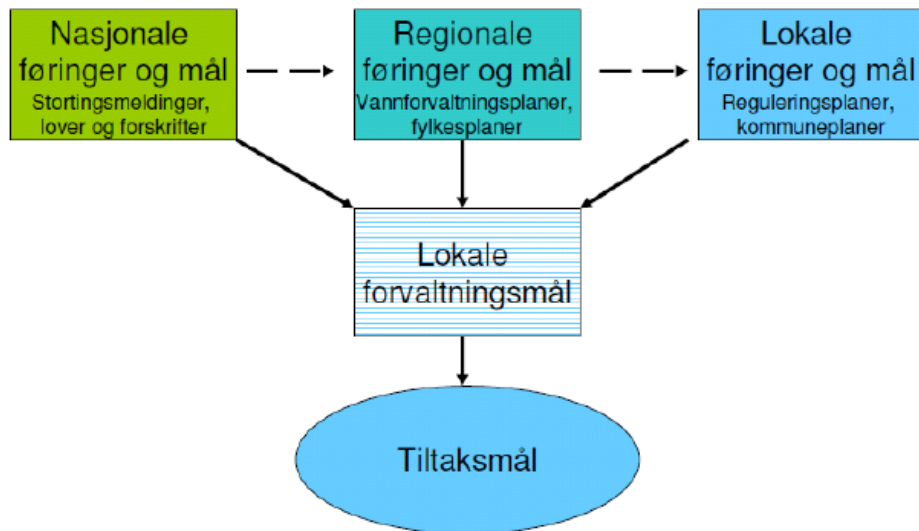 Nasjonale
føringer og mål
Stortingsmeldinger,
lover og forskrifter
Regionale
føringer og mål
Vannforvaltningsplaner,
fylkesplaner
Lokale
føringer og mål
Reguleringsplaner,
kommuneplaner
Lokale
forvaltningsmål
Tiltaksmål